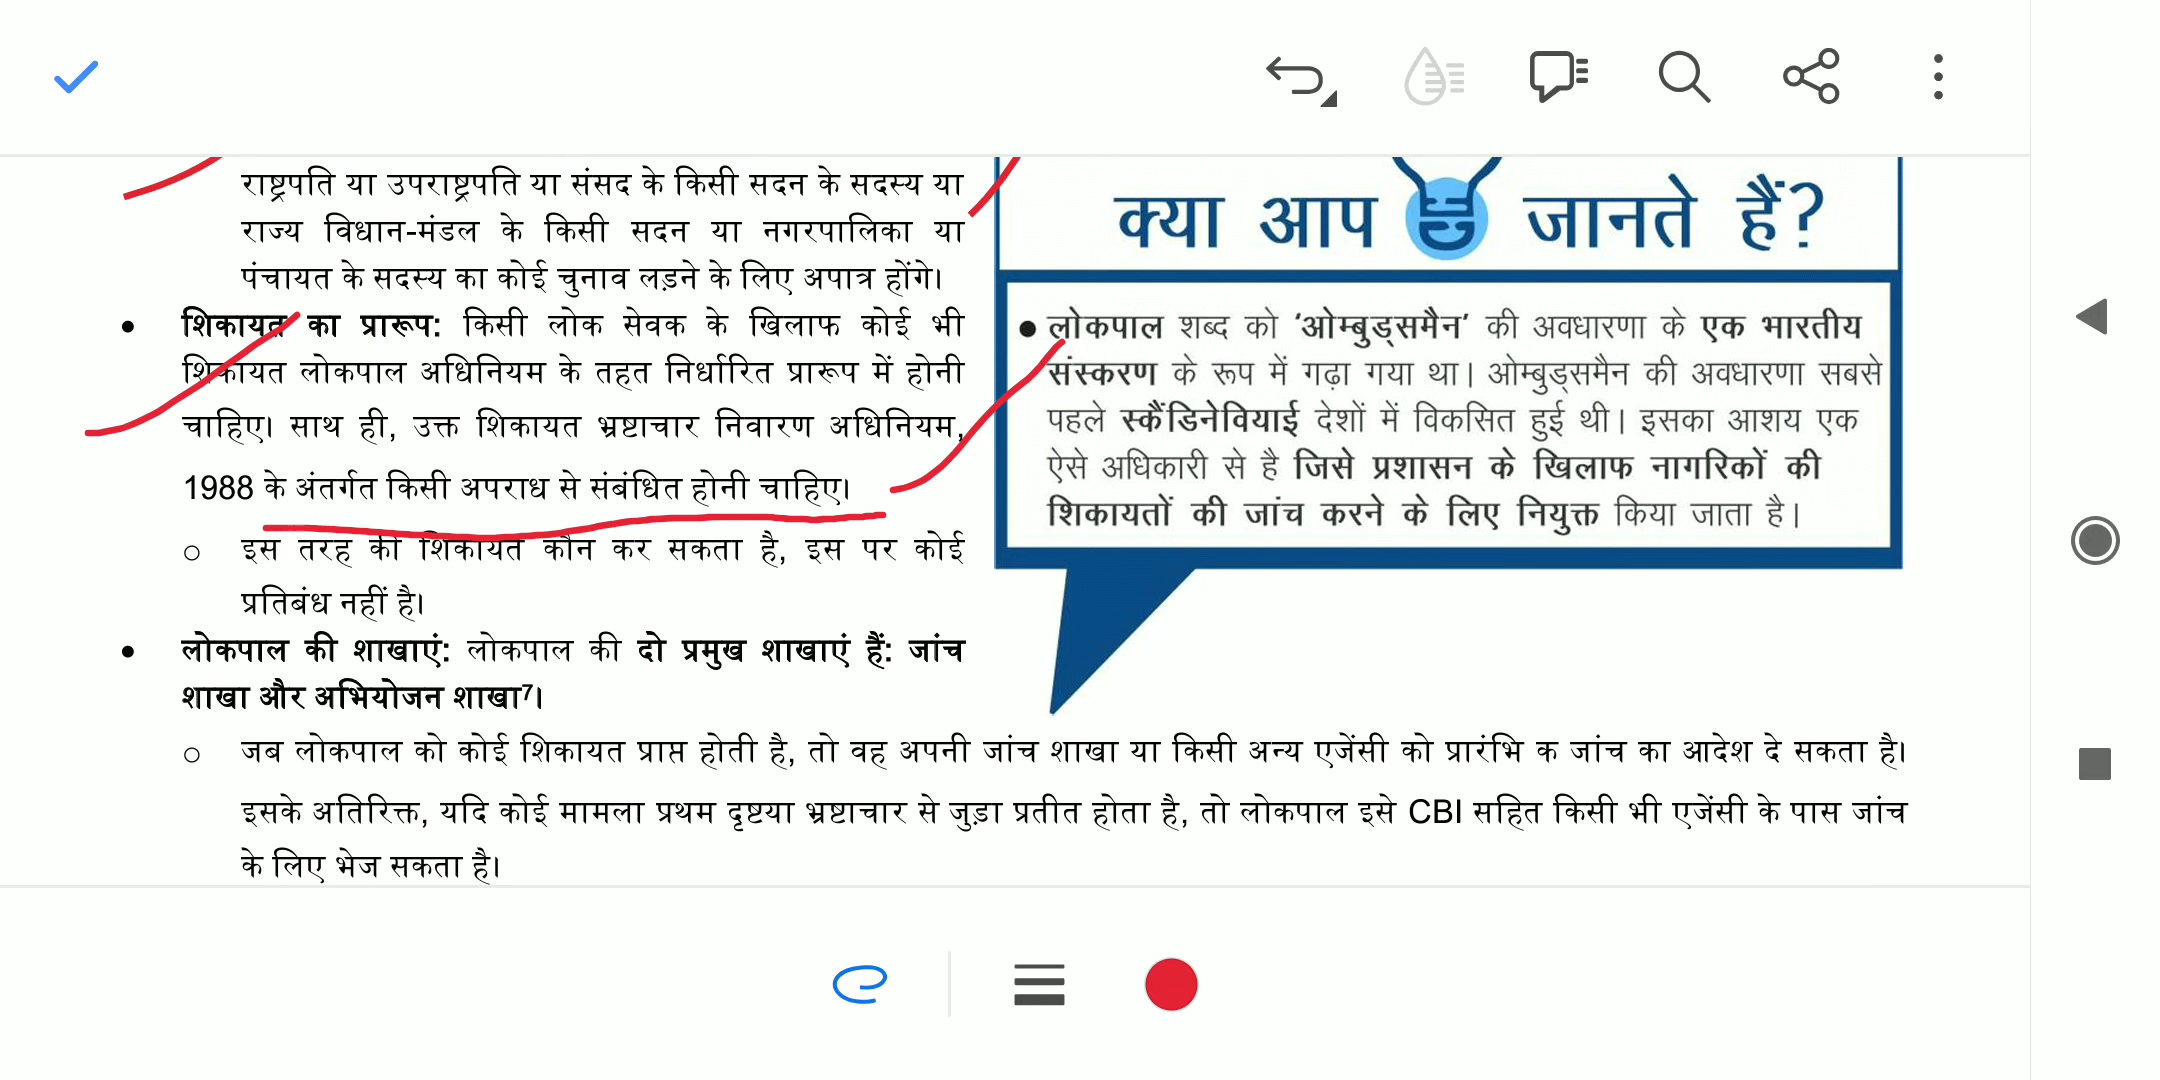 राष्ट्रपति या उपराष्ट्रपति या संसद के किसी सदन के सदस्य या
राज्य विधान-मंडल के किसी सदन या नगरपालिका या
पंचायत के सदस्य का कोई चुनाव लड़ने के लिए अपात्र होंगे।
• शिकायत का प्रारूप: किसी लोक सेवक के खिलाफ कोई भी
शिकायत लोकपाल अधिनियम के तहत निर्धारित प्रारूप में होनी
चाहिए। साथ ही, उक्त शिकायत भ्रष्टाचार निवारण अधिनियम,
1988 के अंतर्गत किसी अपराध से संबंधित होनी चाहिए।
o इस तरह की शिकायत कौन कर सकता है, इस पर कोई
प्रतिबंध नहीं है।
• लोकपाल की शाखाएं: लोकपाल की दो प्रमुख शाखाएं हैं: जांच
शाखा और अभियोजन शाखा⁷।
क्या आप जानते हैं?
• लोकपाल शब्द को ‘ओम्बुड्समैन’ की अवधारणा के एक भारतीय
संस्करण के रूप में गढ़ा गया था। ओम्बुड्समैन की अवधारणा सबसे
पहले स्कैंडिनेवियाई देशों में विकसित हुई थी। इसका आशय एक
ऐसे अधिकारी से है जिसे प्रशासन के खिलाफ नागरिकों की
शिकायतों की जांच करने के लिए नियुक्त किया जाता है।
o जब लोकपाल को कोई शिकायत प्राप्त होती है, तो वह अपनी जांच शाखा या किसी अन्य एजेंसी को प्रारंभि क जांच का आदेश दे सकता है।
इसके अतिरिक्त, यदि कोई मामला प्रथम दृष्टया भ्रष्टाचार से जुड़ा प्रतीत होता है, तो लोकपाल इसे CBI सहित किसी भी एजेंसी के पास जांच
के लिए भेज सकता है।